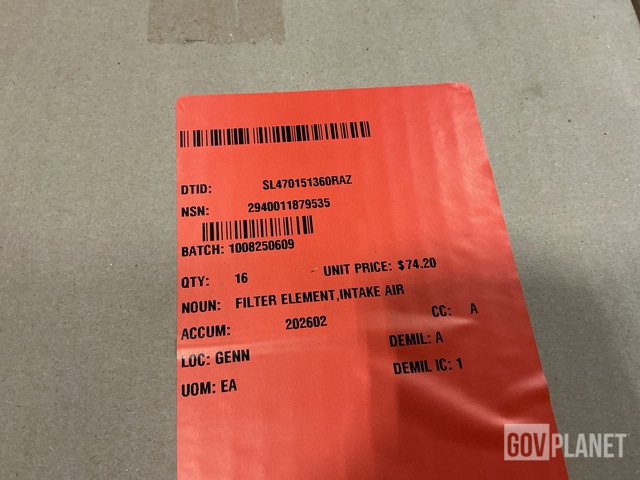 DTID: SL470151360RAZ
NSN: 2940011879535
BATCH: 1008250609
QTY: 16 UNIT PRICE: $74.20
NOUN: FILTER ELEMENT,INTAKE AIR
ACCUM: 202602 CC: A
LOC: GENN DEMIL: A
UOM: EA DEMIL IC: 1
GOVPLANET